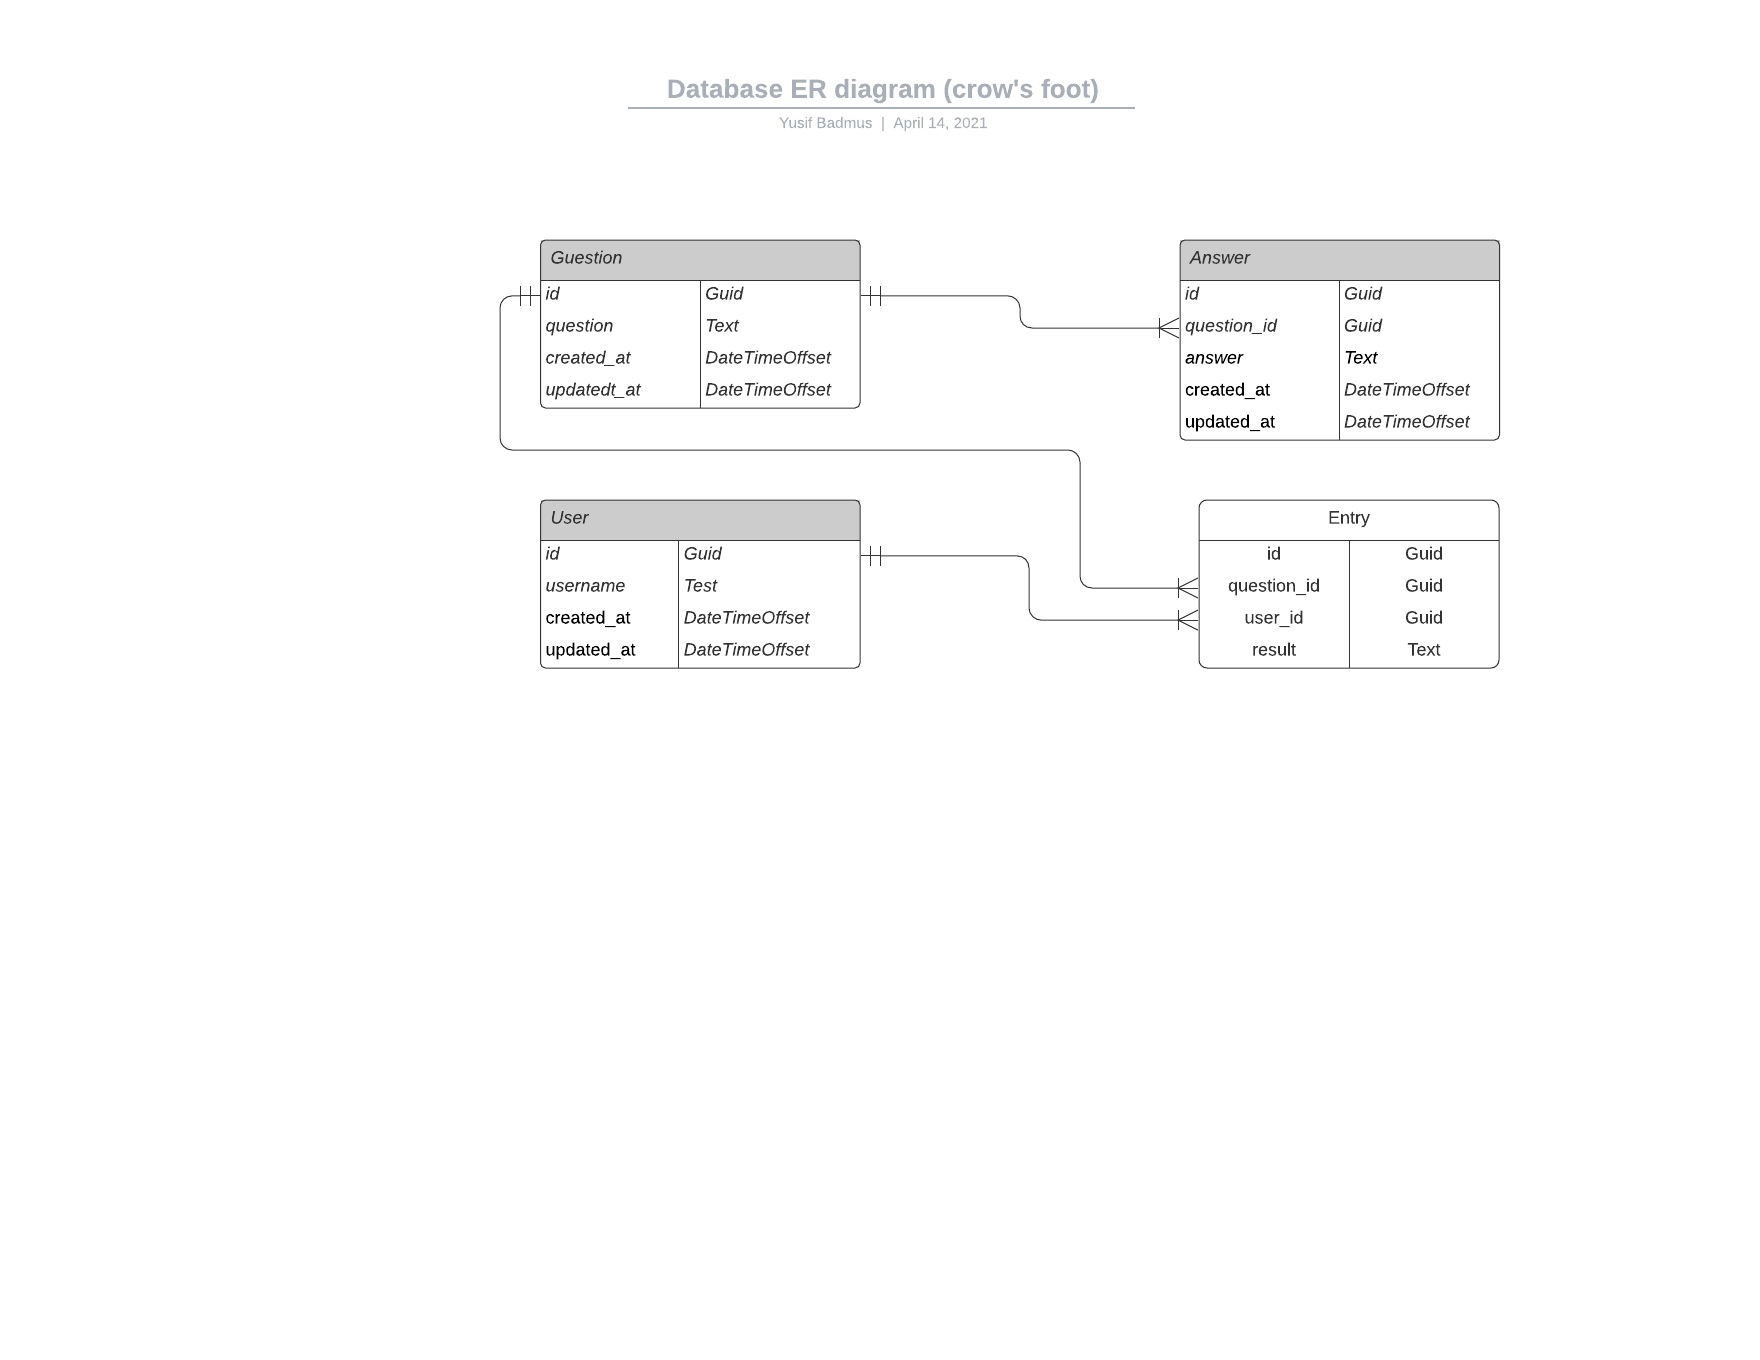 Database ER diagram (crow's foot)
Yusif Badmus | April 14, 2021
Guestion
id Guid
question Text
created_at DateTimeOffset
updatedt_at DateTimeOffset
Answer
id Guid
question_id Guid
answer Text
created_at DateTimeOffset
updated_at DateTimeOffset
User
id Guid
username Test
created_at DateTimeOffset
updated_at DateTimeOffset
Entry
id Guid
question_id Guid
user_id Guid
result Text